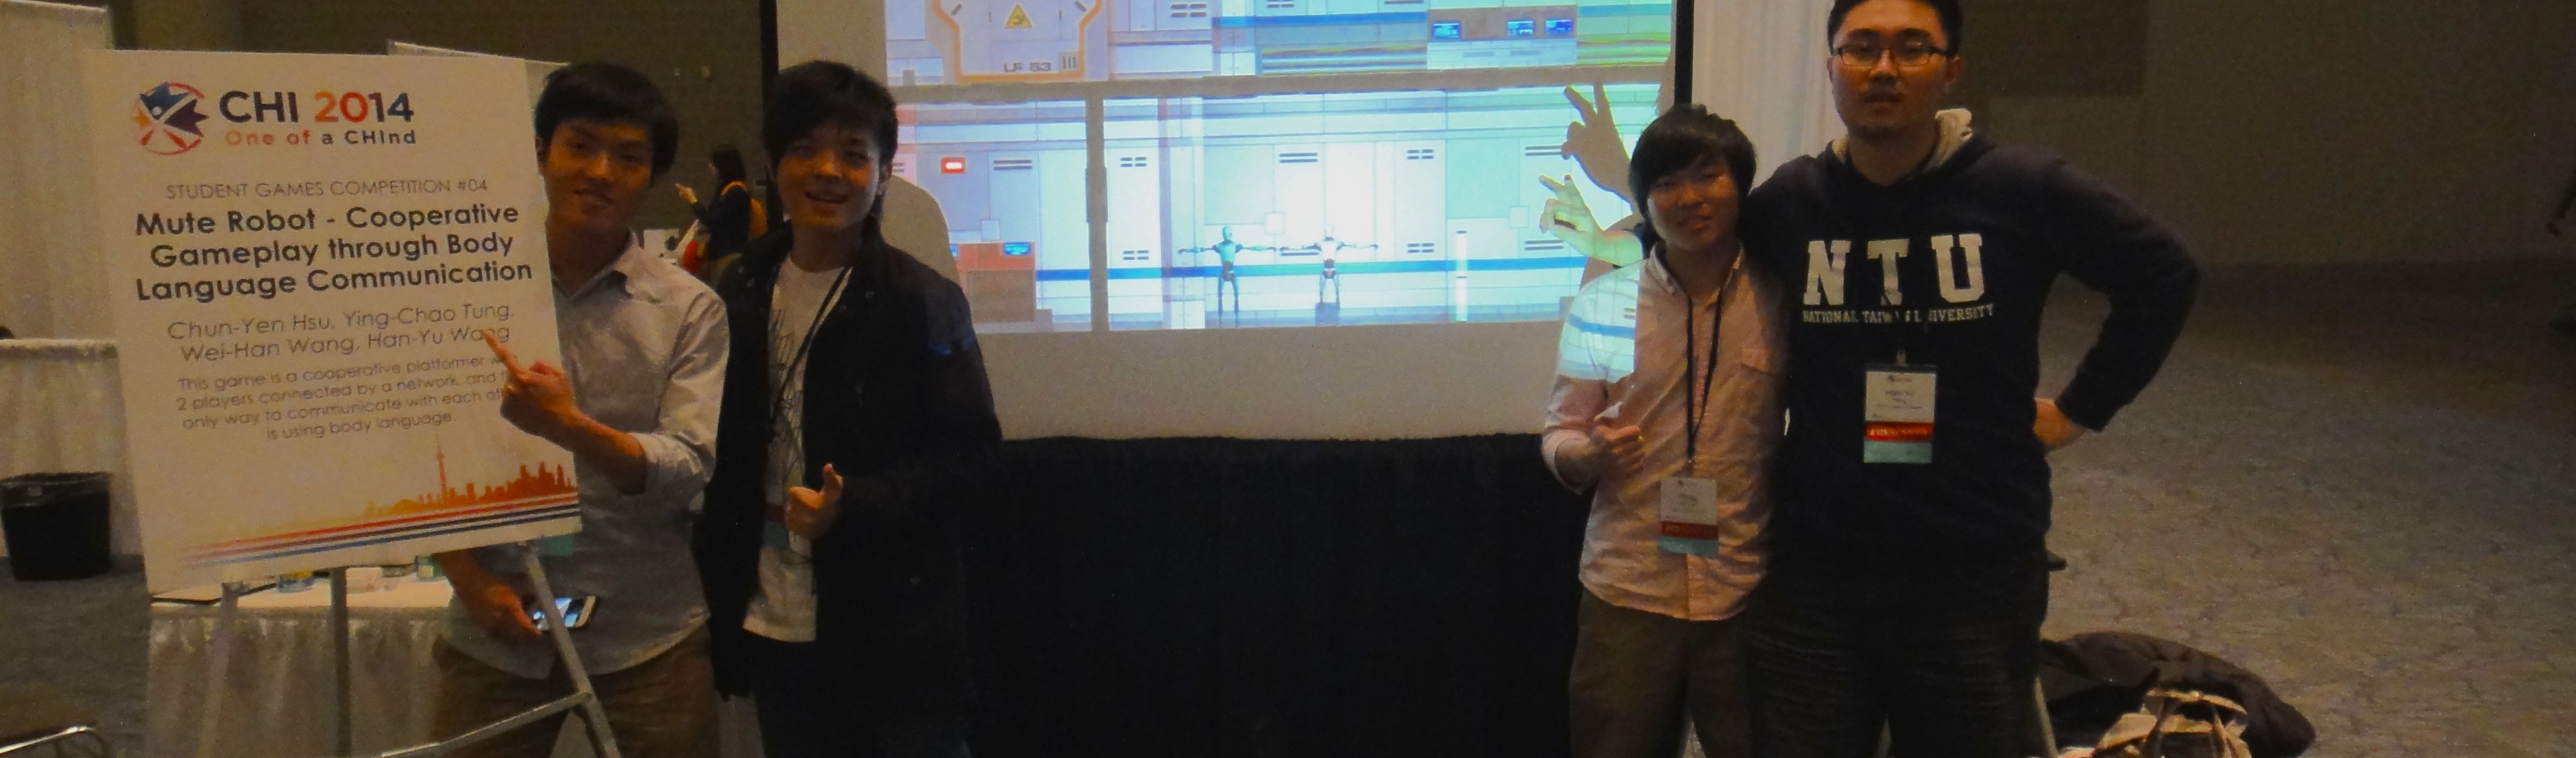 CHI 2014
One of a CHInd
STUDENT GAMES COMPETITION #04
Mute Robot - Cooperative
Gameplay through Body
Language Communication
Chun-Yen Hsu, Ying-Chao Tung,
Wei-Han Wang, Han-Yu Wang
This game is a cooperative platformer
2 players connected by a network, and
only way to communicate with each
is using body language.
LF 53
NTU
NATIONAL TAIWAN UNIVERSITY